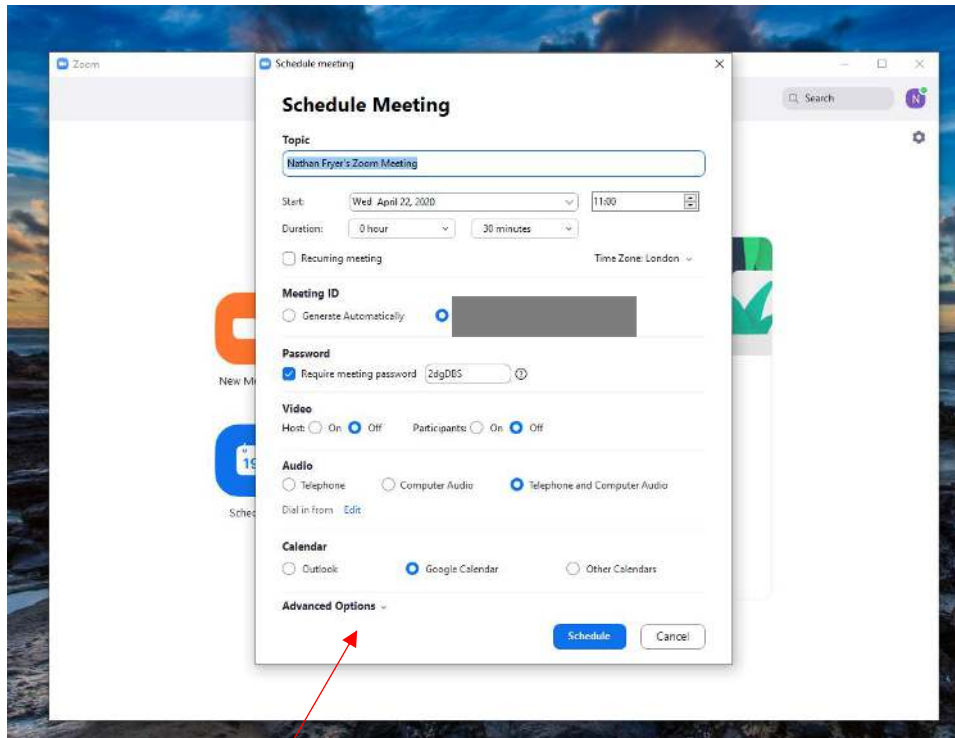 Zoom
Schedule meeting
Search
N
Schedule Meeting
Topic
Nathan Fryer's Zoom Meeting
Start: Wed April 22, 2020 11:00
Duration: 0 hour 30 minutes
Recurring meeting Time Zone: London
Meeting ID
Generate Automatically
Password
Require meeting password 2dgDBS
New M
Video
Host: On Off Participants: On Off
19
Audio
Telephone Computer Audio Telephone and Computer Audio
Sched
Dial in from Edit
Calendar
Outlook Google Calendar Other Calendars
Advanced Options
Schedule Cancel